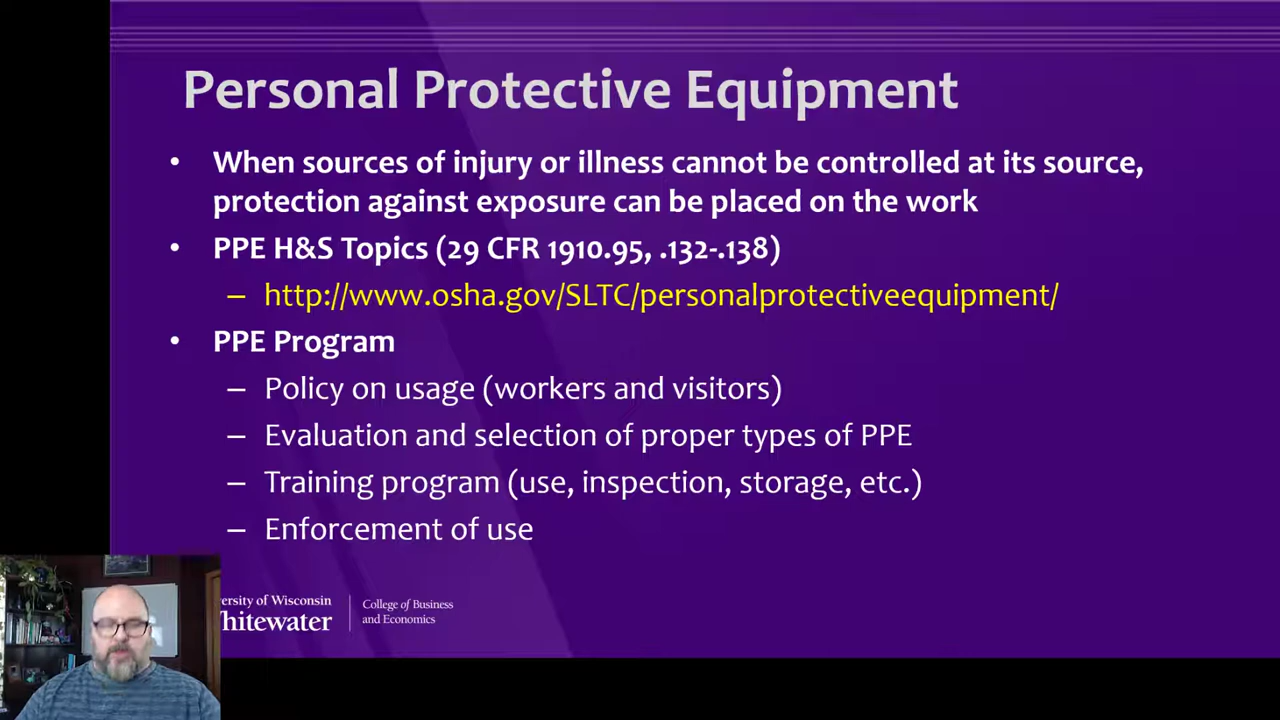 Personal Protective Equipment
• When sources of injury or illness cannot be controlled at its source,
protection against exposure can be placed on the work
• PPE H&S Topics (29 CFR 1910.95, .132-.138)
– http://www.osha.gov/SLTC/personalprotectiveequipment/
• PPE Program
– Policy on usage (workers and visitors)
– Evaluation and selection of proper types of PPE
– Training program (use, inspection, storage, etc.)
– Enforcement of use
ersity of Wisconsin
hitewater
College of Business
and Economics